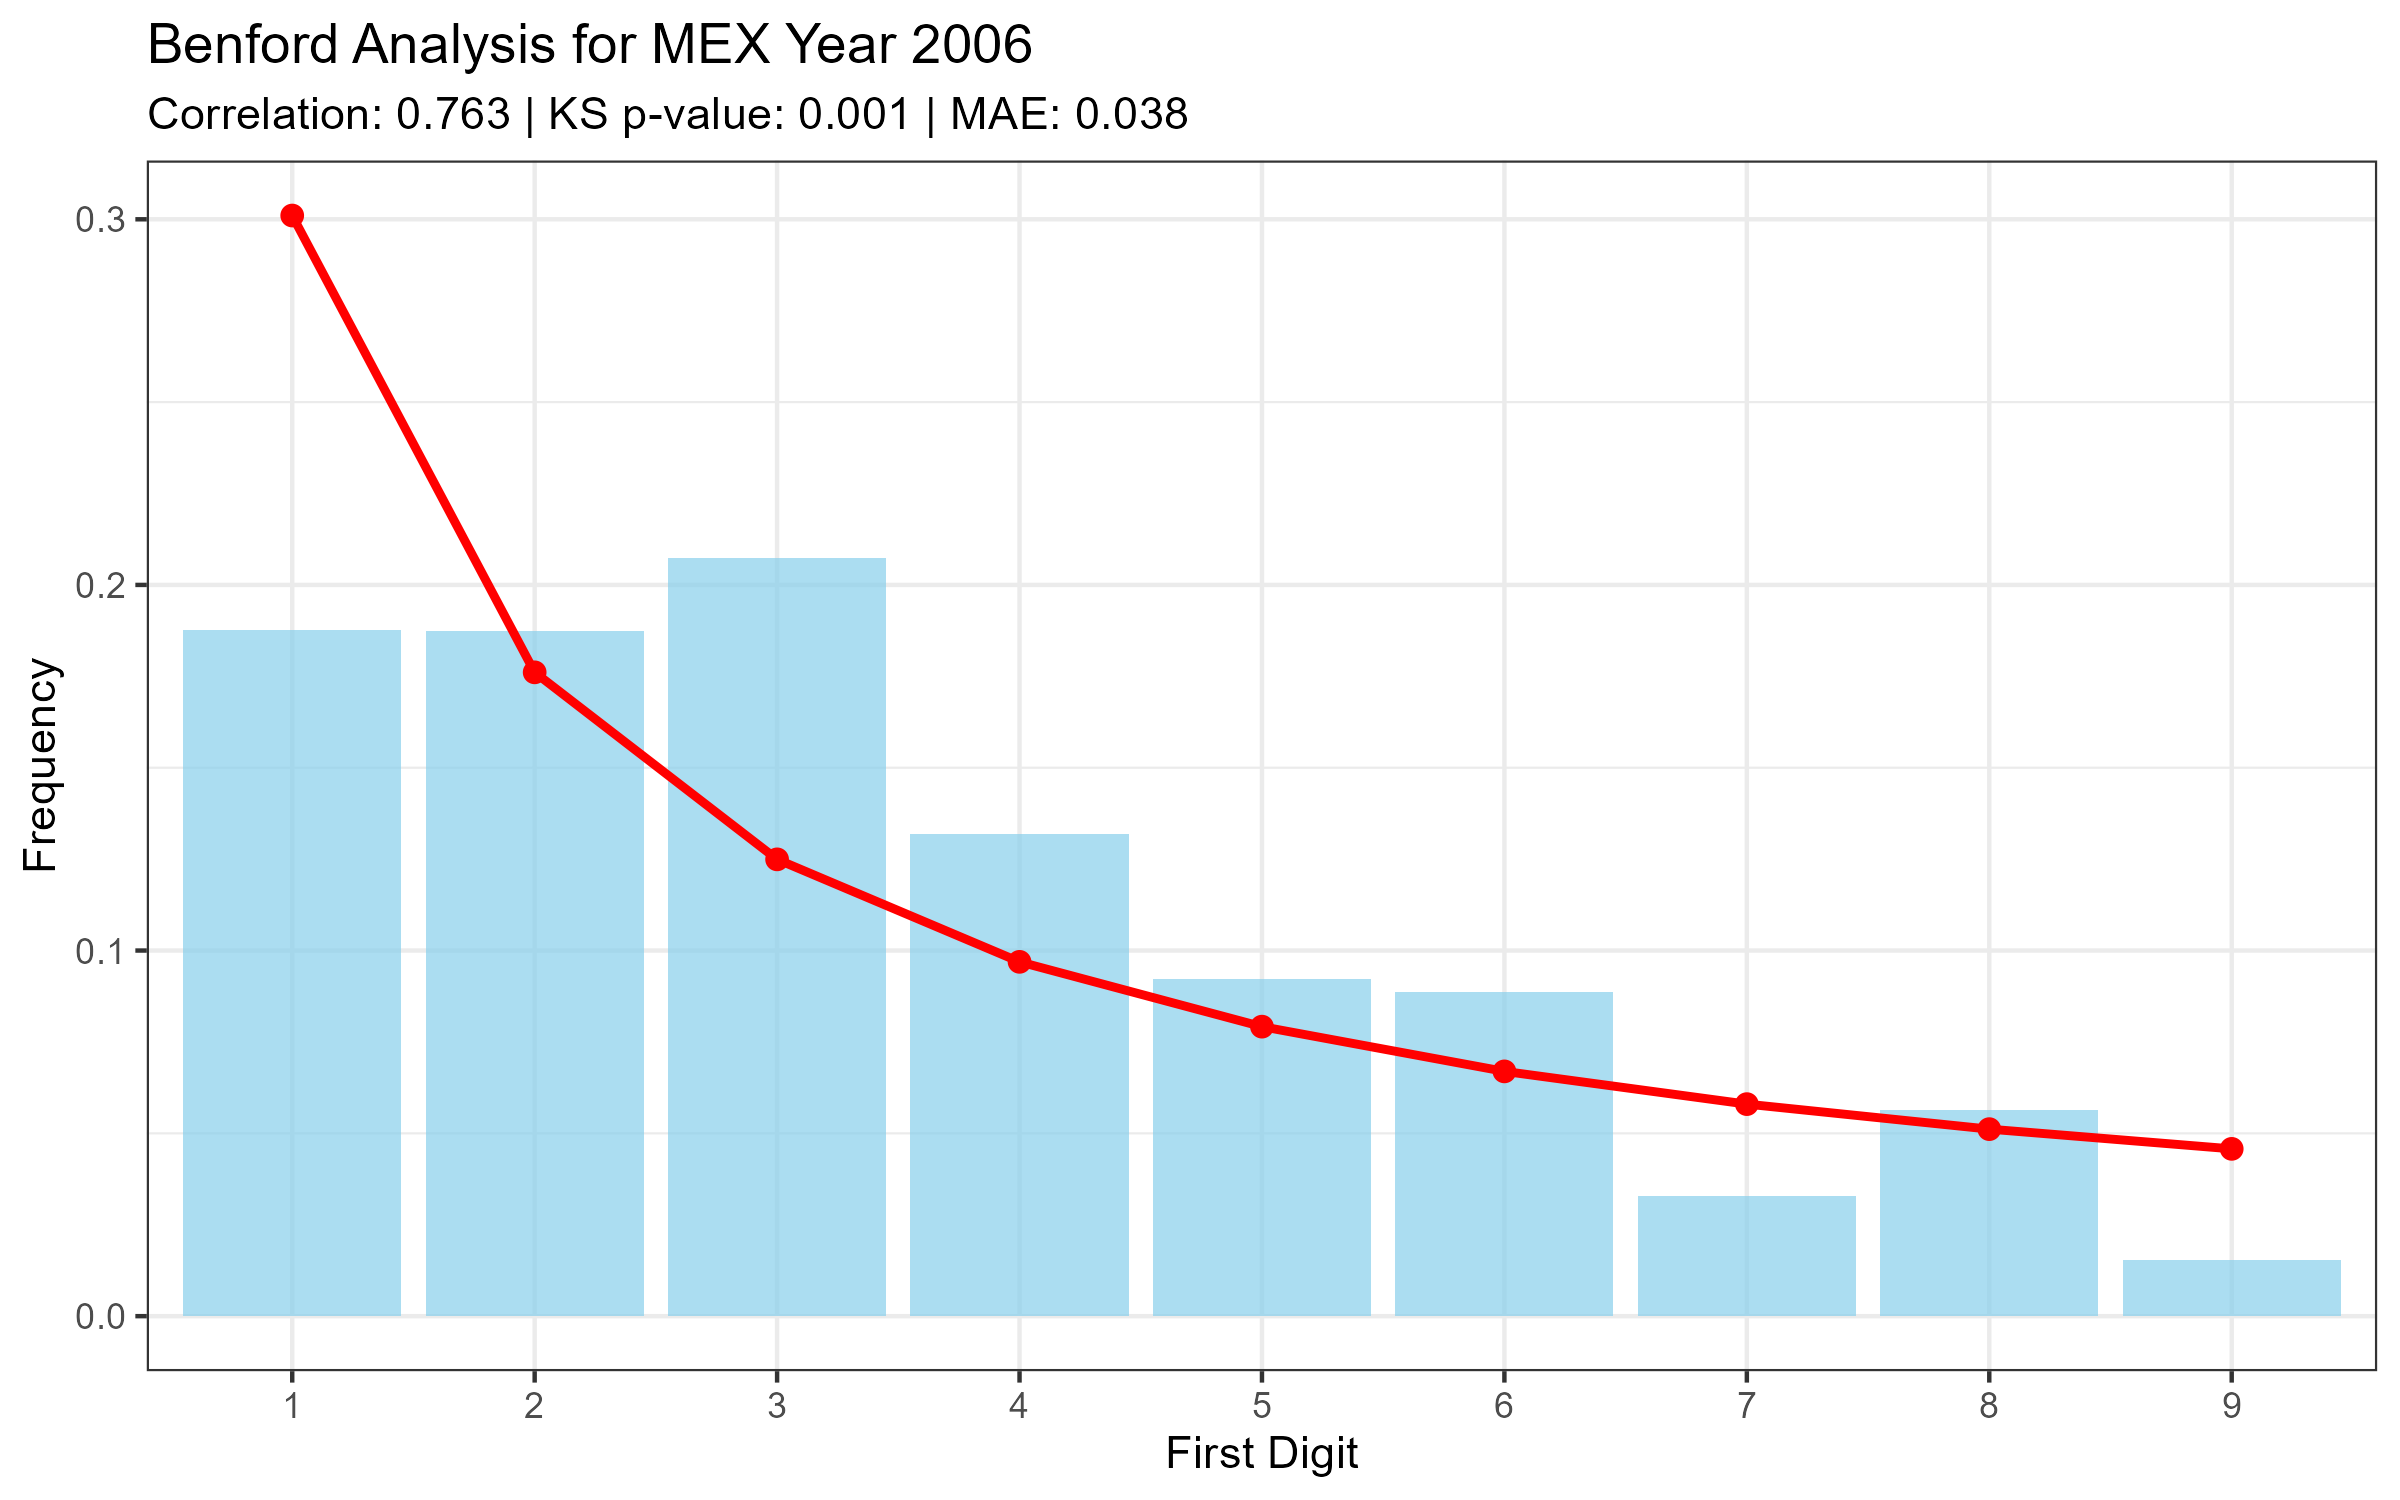 Benford Analysis for MEX Year 2006
Correlation: 0.763 | KS p-value: 0.001 | MAE: 0.038
Frequency
0.3
0.2
0.1
0.0
1 2 3 4 5 6 7 8 9
First Digit